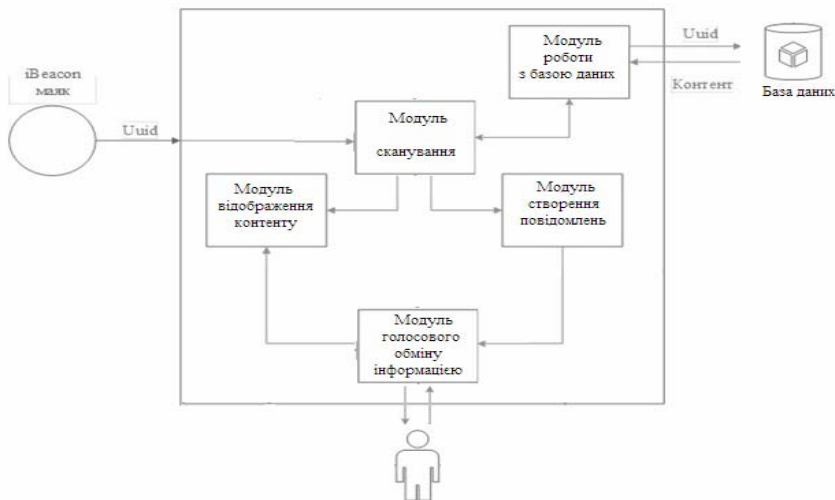 Модуль
роботи
з базою даних
Uuid
Контент
База даних
iBeacon
маяк
Uuid
Модуль
сканування
Модуль
відображення
контенту
Модуль
створення
повідомлень
Модуль
голосового
обміну
інформацією